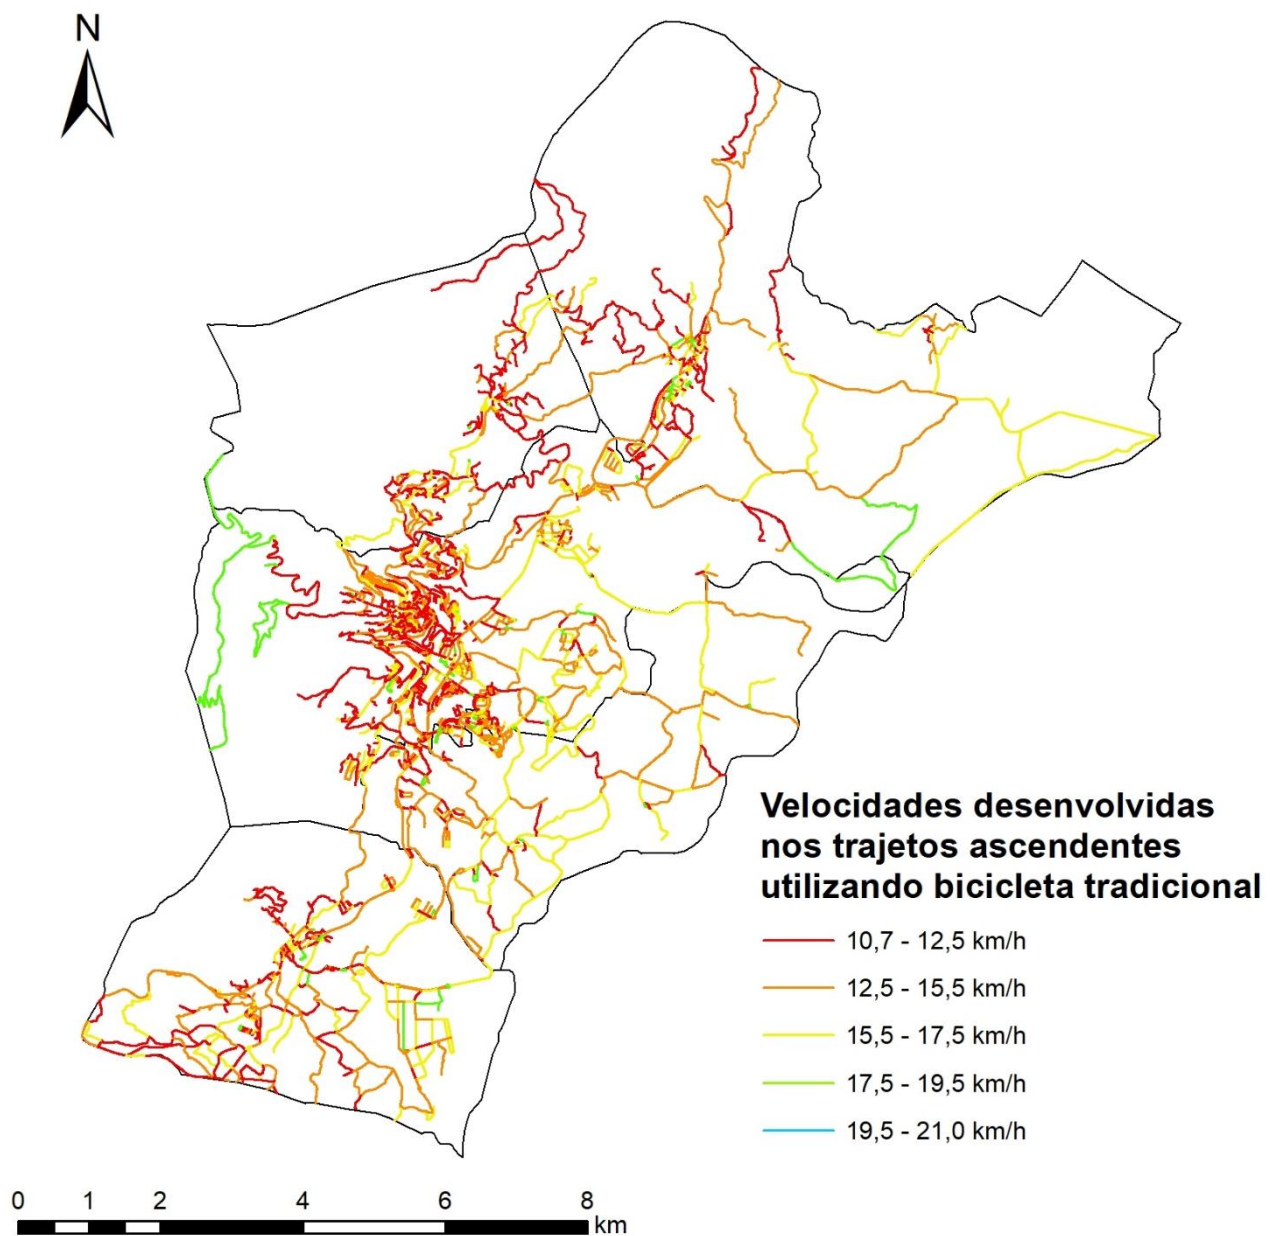 N
Velocidades desenvolvidas
nos trajetos ascendentes
utilizando bicicleta tradicional
10,7 - 12,5 km/h
12,5 - 15,5 km/h
15,5 - 17,5 km/h
17,5 - 19,5 km/h
19,5 - 21,0 km/h
0 1 2 4 6 8
km